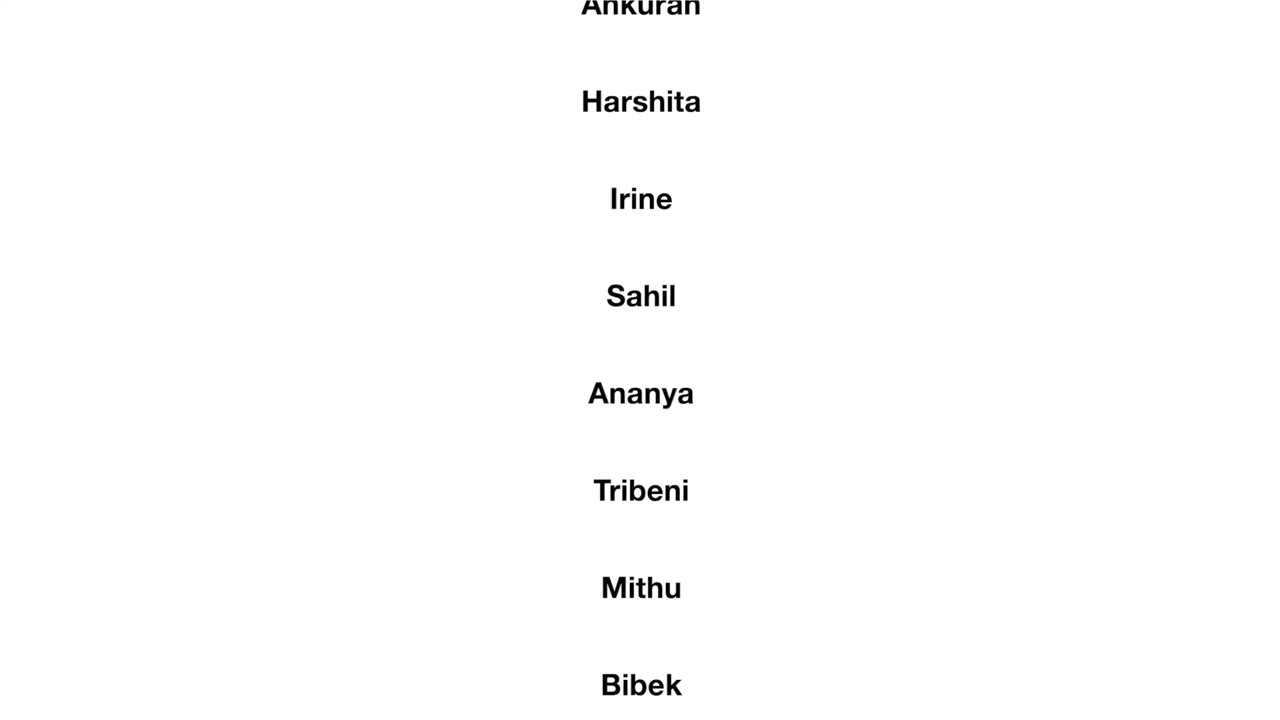 Ankuran
Harshita
Irine
Sahil
Ananya
Tribeni
Mithu
Bibek